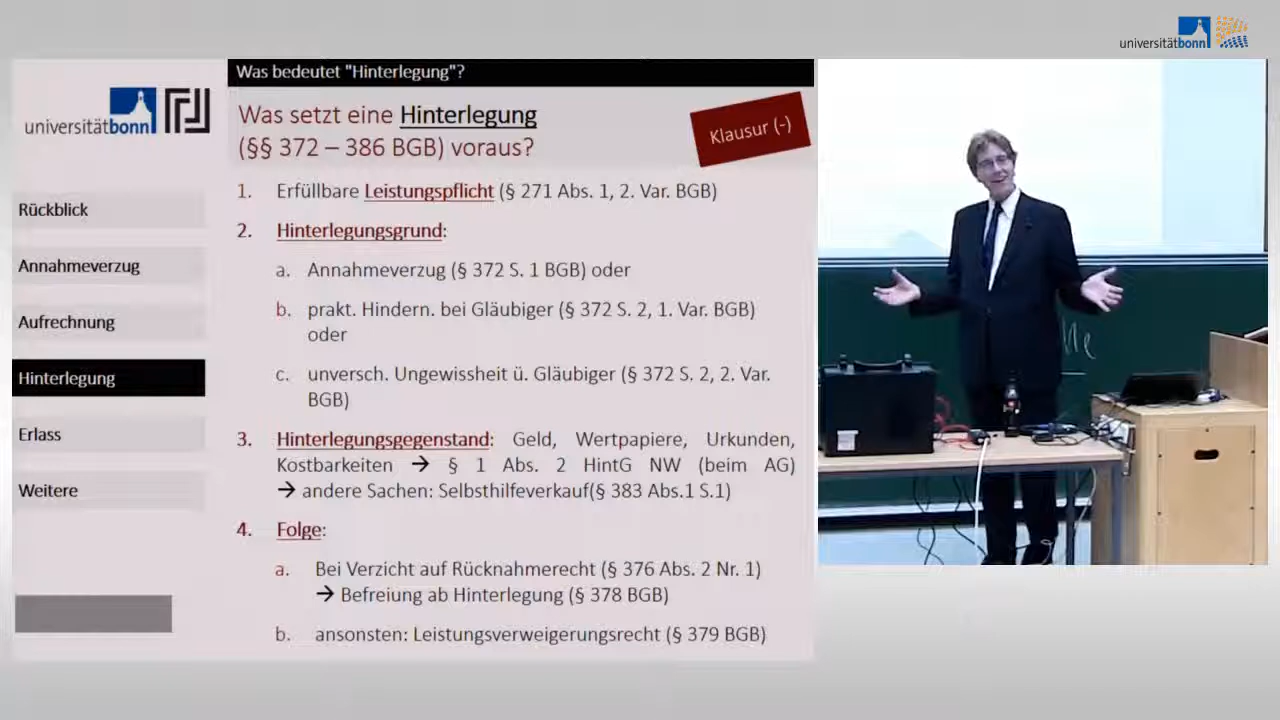 universitätbonn
Was bedeutet "Hinterlegung"?
universitätbonn
Was setzt eine Hinterlegung
(§§ 372 – 386 BGB) voraus?
Klausur (-)
Rückblick
Annahmeverzug
Aufrechnung
Hinterlegung
Erlass
Weitere
1. Erfüllbare Leistungspflicht (§ 271 Abs. 1, 2. Var. BGB)
2. Hinterlegungsgrund:
a. Annahmeverzug (§ 372 S. 1 BGB) oder
b. prakt. Hindern. bei Gläubiger (§ 372 S. 2, 1. Var. BGB)
oder
c. unversch. Ungewissheit ü. Gläubiger (§ 372 S. 2, 2. Var.
BGB)
3. Hinterlegungsgegenstand: Geld, Wertpapiere, Urkunden,
Kostbarkeiten → § 1 Abs. 2 HintG NW (beim AG)
→ andere Sachen: Selbsthilfeverkauf(§ 383 Abs.1 S.1)
4. Folge:
a. Bei Verzicht auf Rücknahmerecht (§ 376 Abs. 2 Nr. 1)
→ Befreiung ab Hinterlegung (§ 378 BGB)
b. ansonsten: Leistungsverweigerungsrecht (§ 379 BGB)